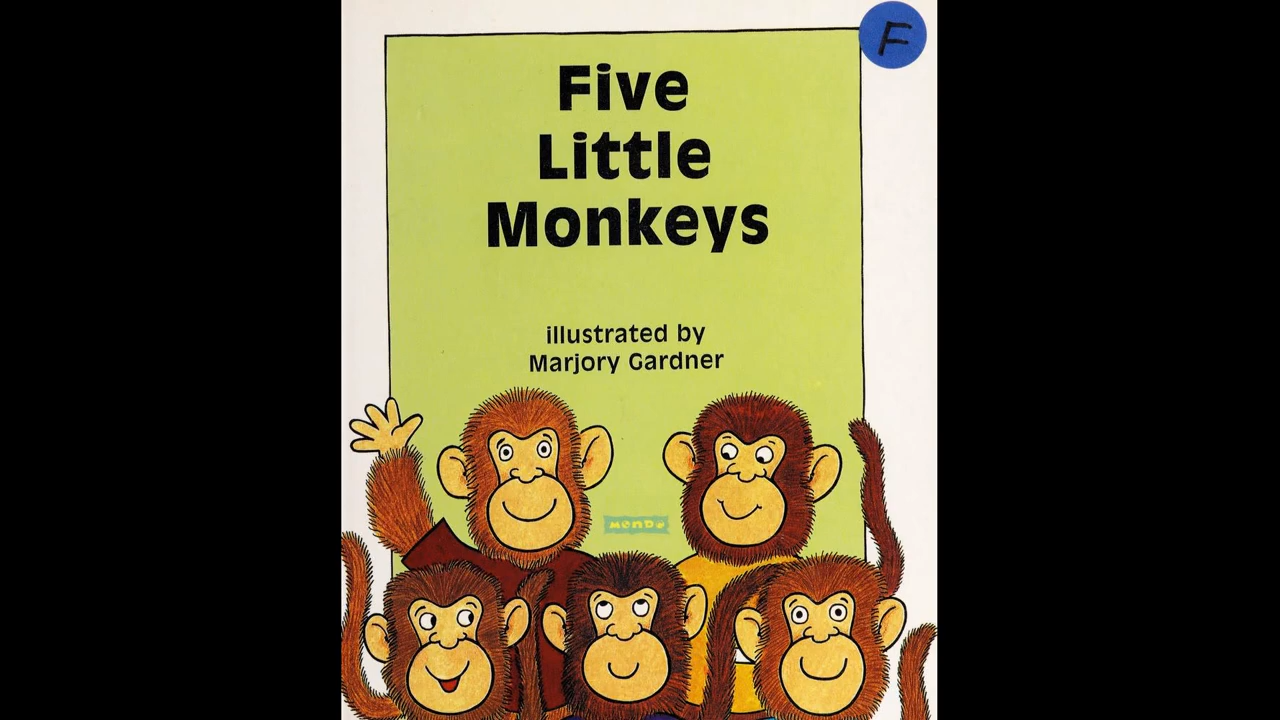 F
Five
Little
Monkeys
illustrated by
Marjory Gardner
MONDO